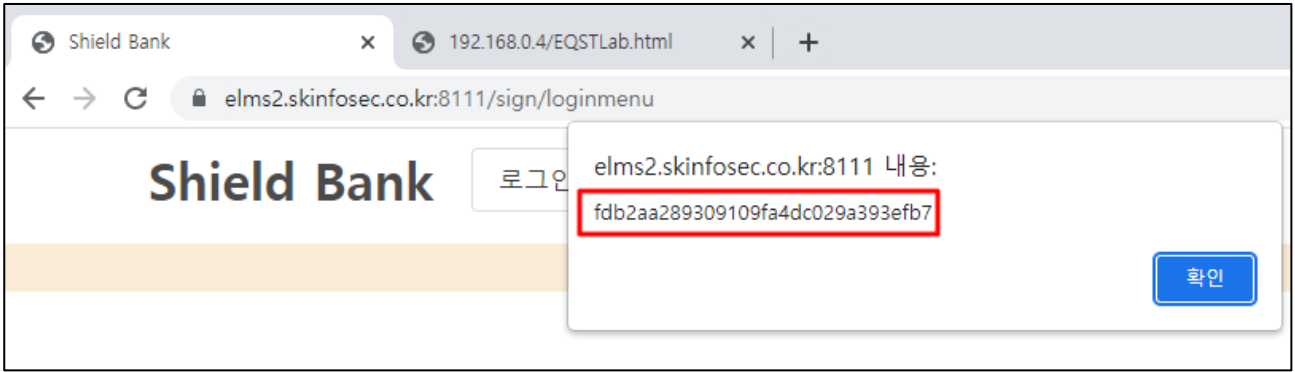 Shield Bank
192.168.0.4/EQSTLab.html
elms2.skinfosec.co.kr:8111/sign/loginmenu
Shield Bank
로그인
elms2.skinfosec.co.kr:8111 내용:
fdb2aa289309109fa4dc029a393efb7
확인